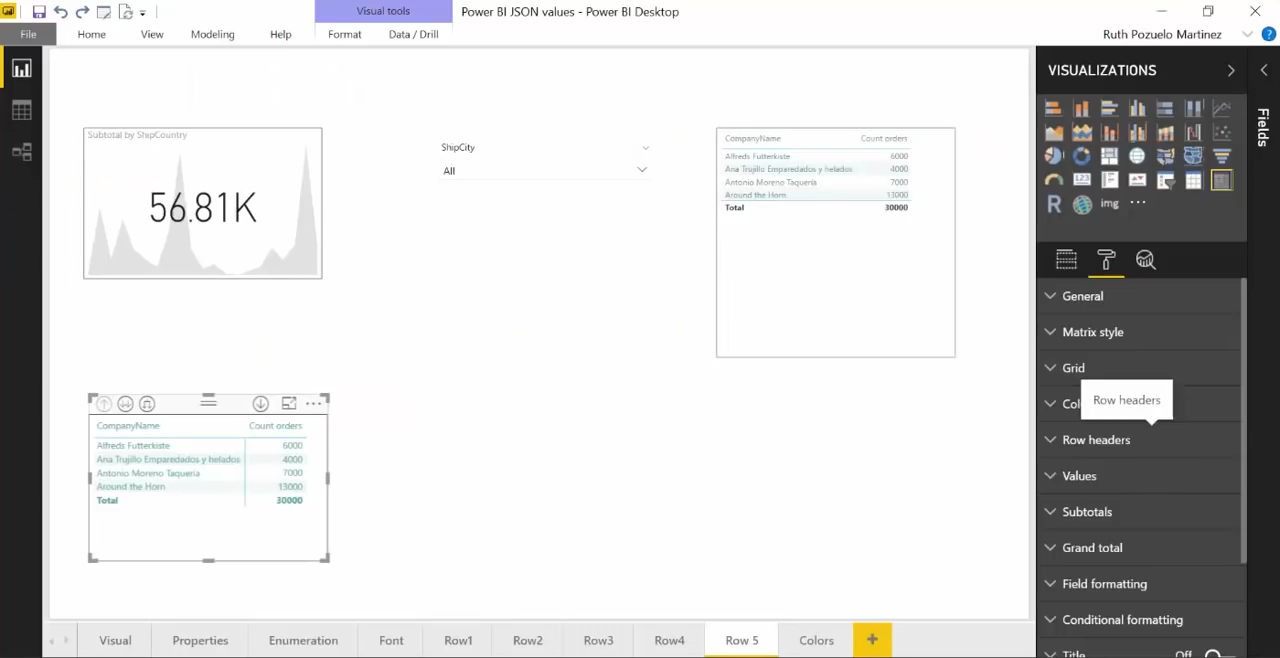 Visual tools
Power BI JSON values - Power BI Desktop
File
Home
View
Modeling
Help
Format
Data / Drill
Ruth Pozuelo Martinez
?
Subtotal by ShipCountry
56.81K
ShipCity
All
CompanyName Count orders
Alfreds Futterkiste 6000
Ana Trujillo Emparedados y helados 4000
Antonio Moreno Taquería 7000
Around the Horn 13000
Total 30000
CompanyName Count orders
Alfreds Futterkiste 6000
Ana Trujillo Emparedados y helados 4000
Antonio Moreno Taquería 7000
Around the Horn 13000
Total 30000
VISUALIZATIONS
Fields
123
R
img
General
Matrix style
Grid
Col
Row headers
Row headers
Values
Subtotals
Grand total
Field formatting
Conditional formatting
Title Off
Visual
Properties
Enumeration
Font
Row1
Row2
Row3
Row4
Row 5
Colors
+